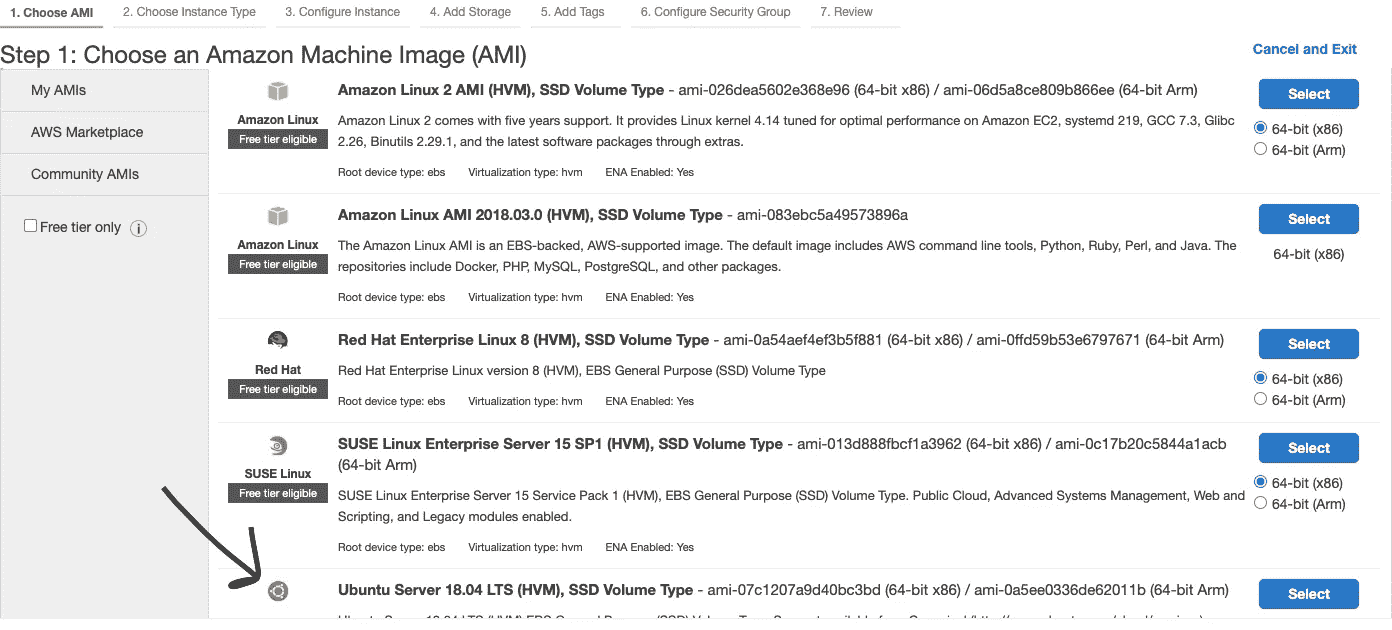 1. Choose AMI 2. Choose Instance Type 3. Configure Instance 4. Add Storage 5. Add Tags 6. Configure Security Group 7. Review
Step 1: Choose an Amazon Machine Image (AMI)
Cancel and Exit
My AMIs
AWS Marketplace
Community AMIs
Free tier only i
Amazon Linux
Free tier eligible
Amazon Linux 2 AMI (HVM), SSD Volume Type - ami-026dea5602e368e96 (64-bit x86) / ami-06d5a8ce809b866ee (64-bit Arm)
Amazon Linux 2 comes with five years support. It provides Linux kernel 4.14 tuned for optimal performance on Amazon EC2, systemd 219, GCC 7.3, Glibc
2.26, Binutils 2.29.1, and the latest software packages through extras.
Root device type: ebs Virtualization type: hvm ENA Enabled: Yes
Select
64-bit (x86)
64-bit (Arm)
Amazon Linux
Free tier eligible
Amazon Linux AMI 2018.03.0 (HVM), SSD Volume Type - ami-083ebc5a49573896a
The Amazon Linux AMI is an EBS-backed, AWS-supported image. The default image includes AWS command line tools, Python, Ruby, Perl, and Java. The
repositories include Docker, PHP, MySQL, PostgreSQL, and other packages.
Root device type: ebs Virtualization type: hvm ENA Enabled: Yes
Select
64-bit (x86)
Red Hat
Free tier eligible
Red Hat Enterprise Linux 8 (HVM), SSD Volume Type - ami-0a54aef4ef3b5f881 (64-bit x86) / ami-0ffd59b53e6797671 (64-bit Arm)
Red Hat Enterprise Linux version 8 (HVM), EBS General Purpose (SSD) Volume Type
Root device type: ebs Virtualization type: hvm ENA Enabled: Yes
Select
64-bit (x86)
64-bit (Arm)
SUSE Linux
Free tier eligible
SUSE Linux Enterprise Server 15 SP1 (HVM), SSD Volume Type - ami-013d888fbcf1a3962 (64-bit x86) / ami-0c17b20c5844a1acb
(64-bit Arm)
SUSE Linux Enterprise Server 15 Service Pack 1 (HVM), EBS General Purpose (SSD) Volume Type. Public Cloud, Advanced Systems Management, Web and
Scripting, and Legacy modules enabled.
Root device type: ebs Virtualization type: hvm ENA Enabled: Yes
Select
64-bit (x86)
64-bit (Arm)
Ubuntu Server 18.04 LTS (HVM), SSD Volume Type - ami-07c1207a9d40bc3bd (64-bit x86) / ami-0a5ee0336de62011b (64-bit Arm)
Select